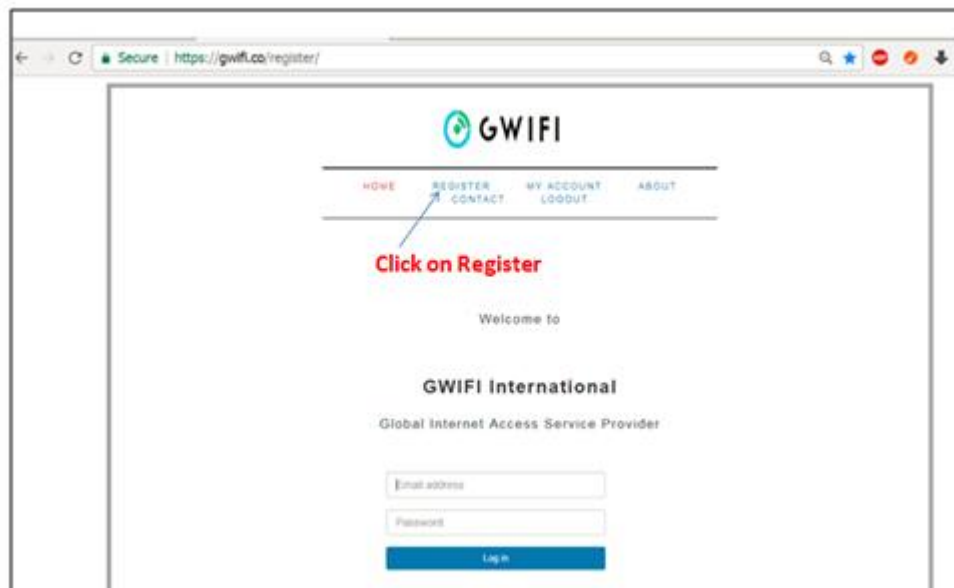 Secure | https://gwifi.co/register/
GWIFI
HOME REGISTER MY ACCOUNT ABOUT
CONTACT LOGOUT
Click on Register
Welcome to
GWIFI International
Global Internet Access Service Provider
Email address
Password
Log in